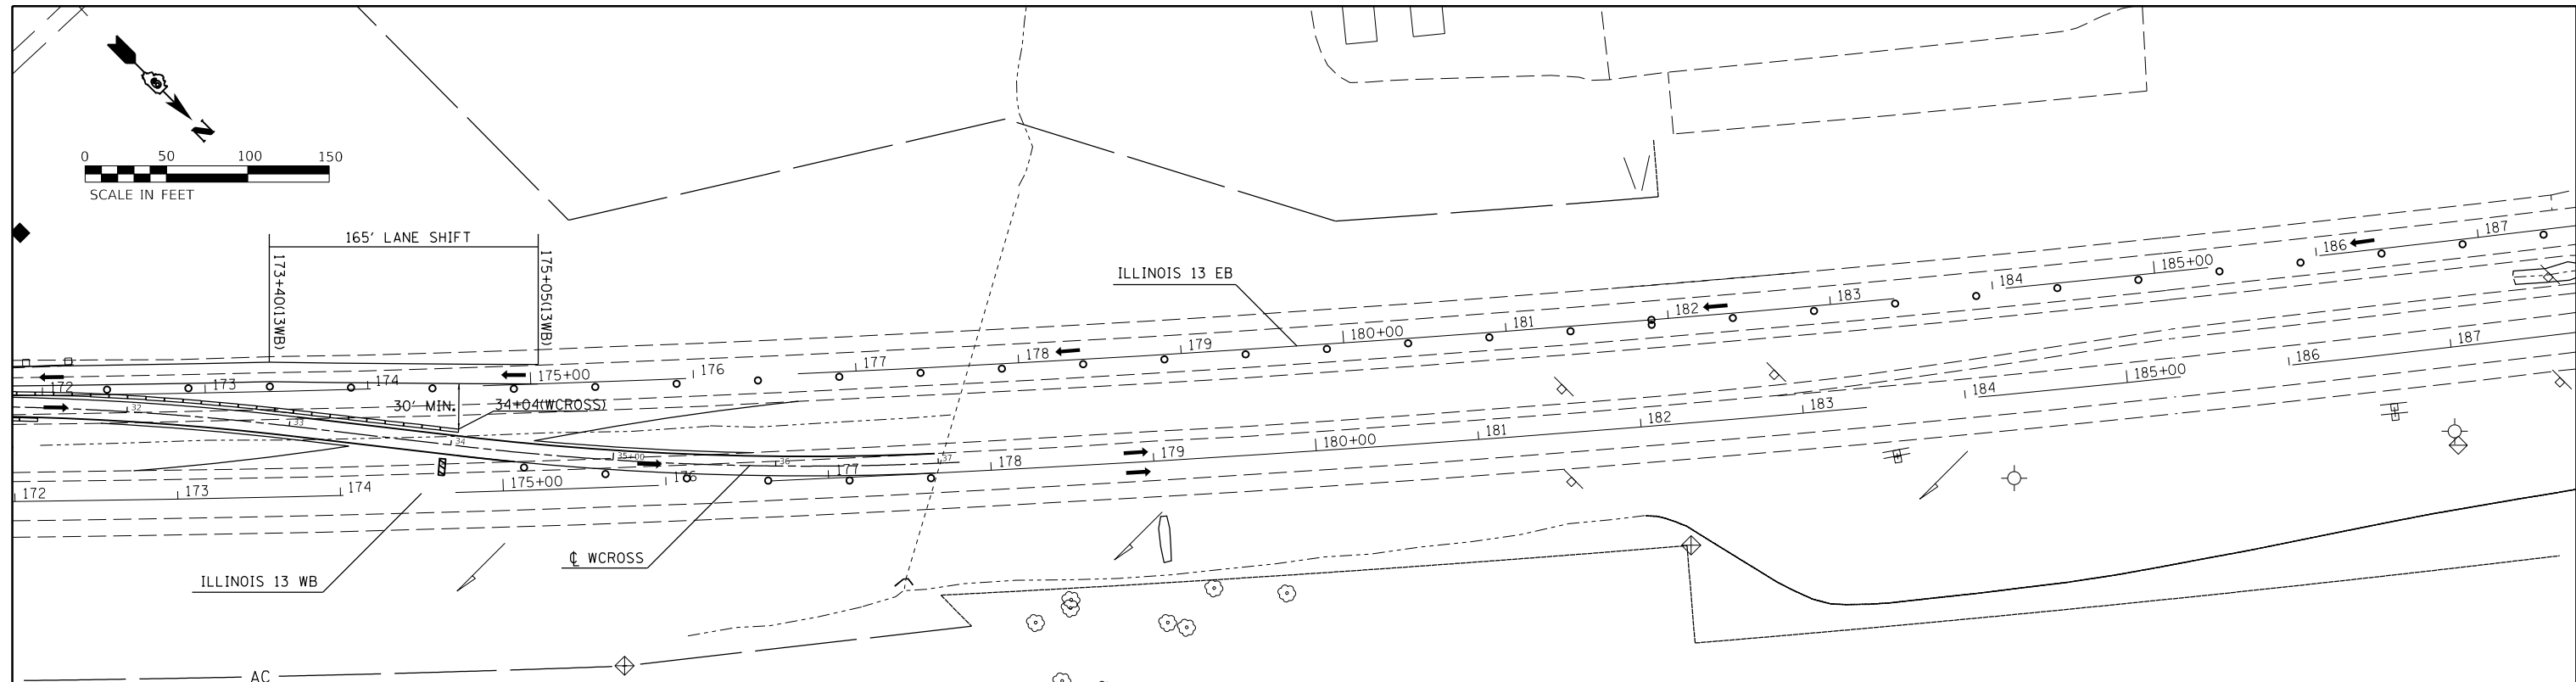 N
0 50 100 150
SCALE IN FEET
165' LANE SHIFT
173+40(13WB)
175+05(13WB)
ILLINOIS 13 EB
172 173 174 175+00 176 177 178 179 180+00 181 182 183 184 185+00 186 187
30' MIN.
34+04(WCROSS)
32 33 34 35+00 36 37
172 173 174 175+00 176 177 178 179 180+00 181 182 183 184 185+00 186 187
℄ WCROSS
ILLINOIS 13 WB
AC